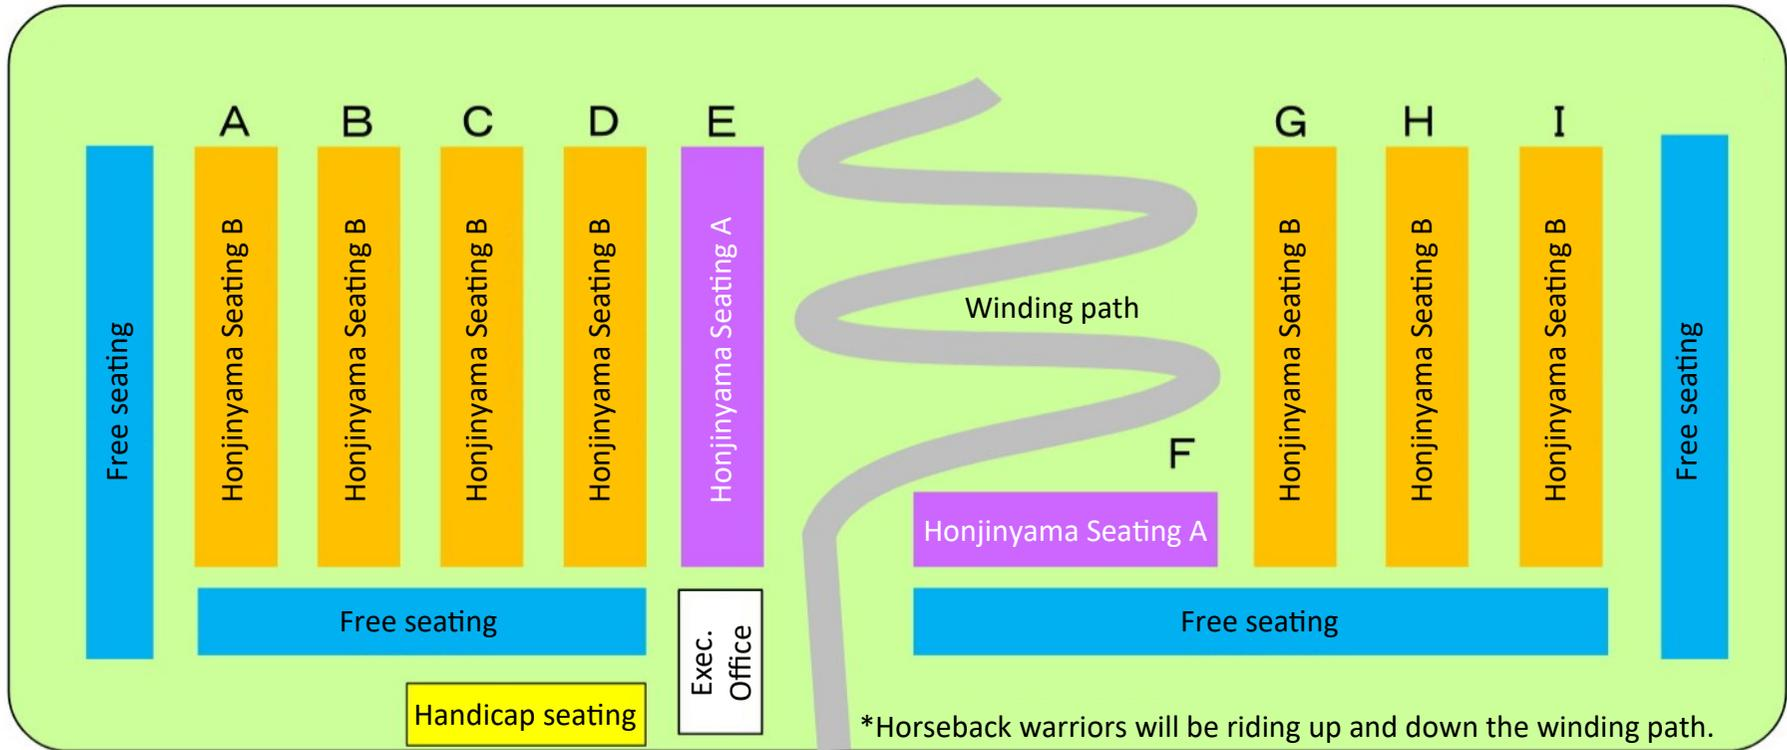 A
B
C
D
E
G
H
I
Free seating
Honjinyama Seating B
Honjinyama Seating B
Honjinyama Seating B
Honjinyama Seating B
Honjinyama Seating A
Winding path
F
Honjinyama Seating A
Honjinyama Seating B
Honjinyama Seating B
Honjinyama Seating B
Free seating
Free seating
Exec.
Office
Free seating
Handicap seating
*Horseback warriors will be riding up and down the winding path.